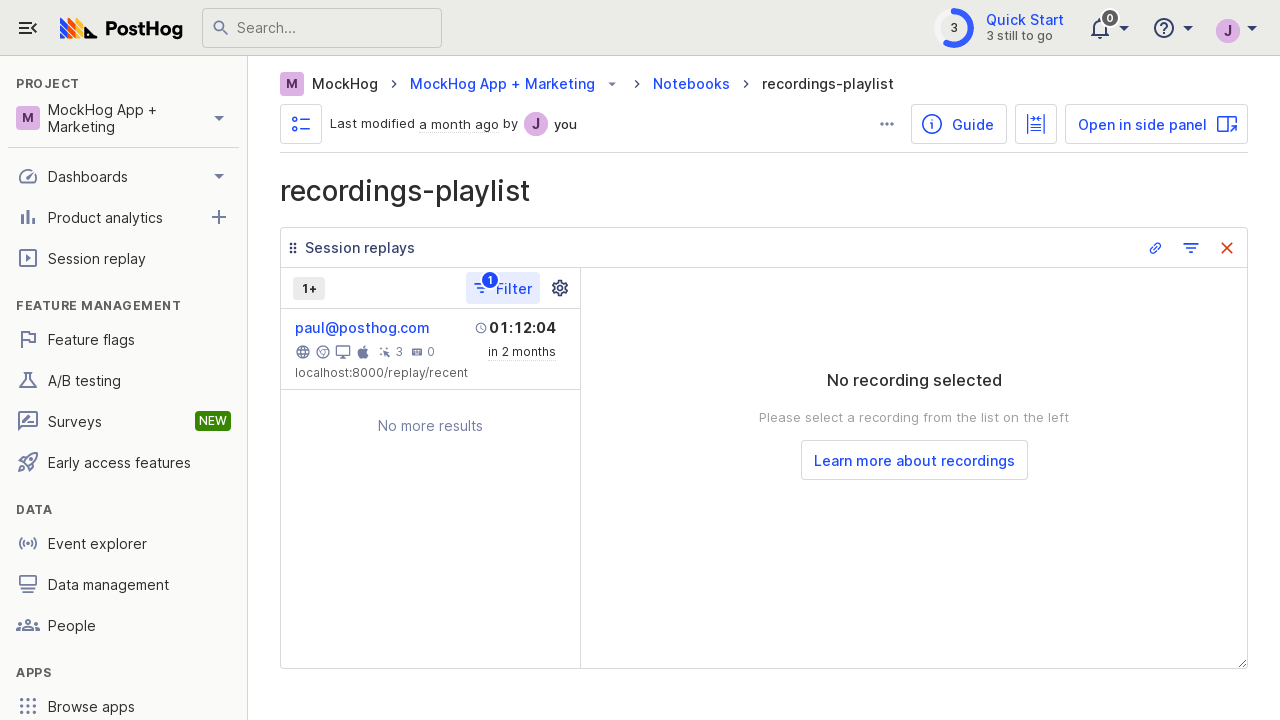 PostHog
Search...
3
Quick Start
3 still to go
0
J
PROJECT
M
MockHog App +
Marketing
Dashboards
Product analytics
Session replay
FEATURE MANAGEMENT
Feature flags
A/B testing
Surveys
NEW
Early access features
DATA
Event explorer
Data management
People
APPS
Browse apps
M MockHog > MockHog App + Marketing > Notebooks > recordings-playlist
Last modified a month ago by J you
Guide
Open in side panel
recordings-playlist
Session replays
1+
1
Filter
paul@posthog.com
01:12:04
3
0
in 2 months
localhost:8000/replay/recent
No more results
No recording selected
Please select a recording from the list on the left
Learn more about recordings